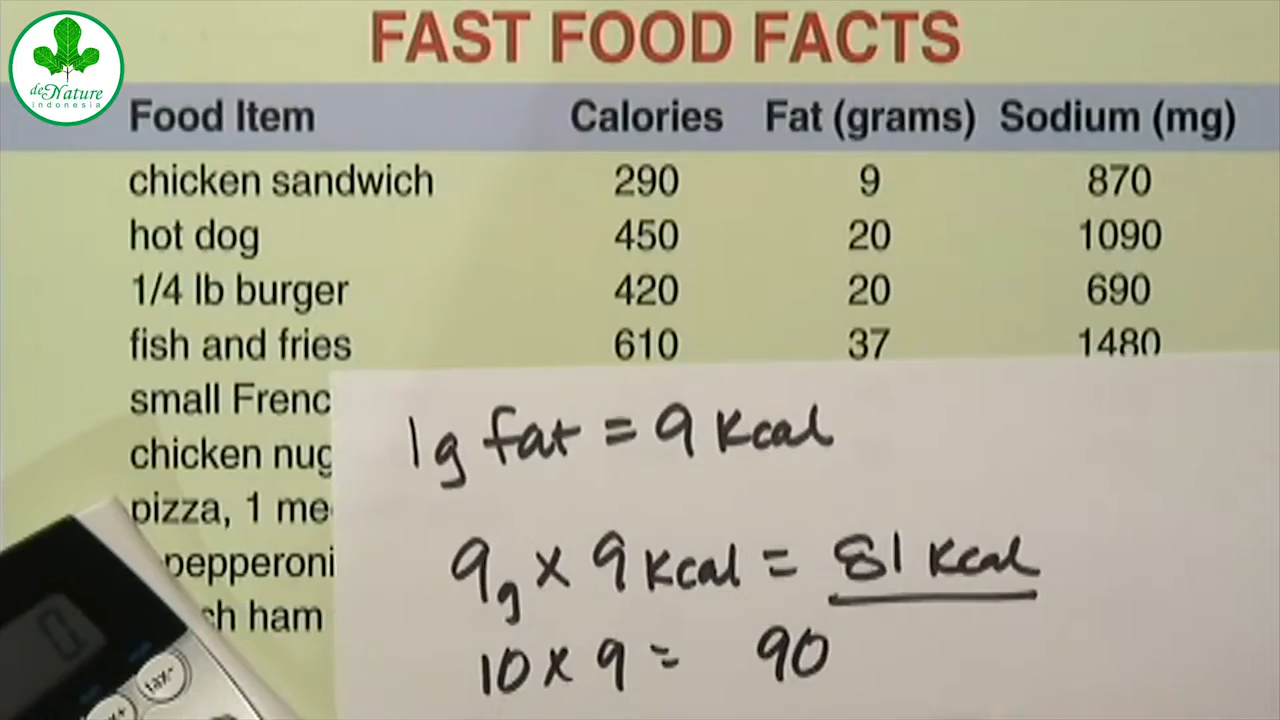 deNature
indonesia
FAST FOOD FACTS
Food Item Calories Fat (grams) Sodium (mg)
chicken sandwich 290 9 870
hot dog 450 20 1090
1/4 lb burger 420 20 690
fish and fries 610 37 1480
small Frenc
chicken nug
pizza, 1 me
pepperoni
ch ham
1g fat = 9 Kcal
9g x 9 Kcal = 81 Kcal
10 x 9 = 90
0
tax-